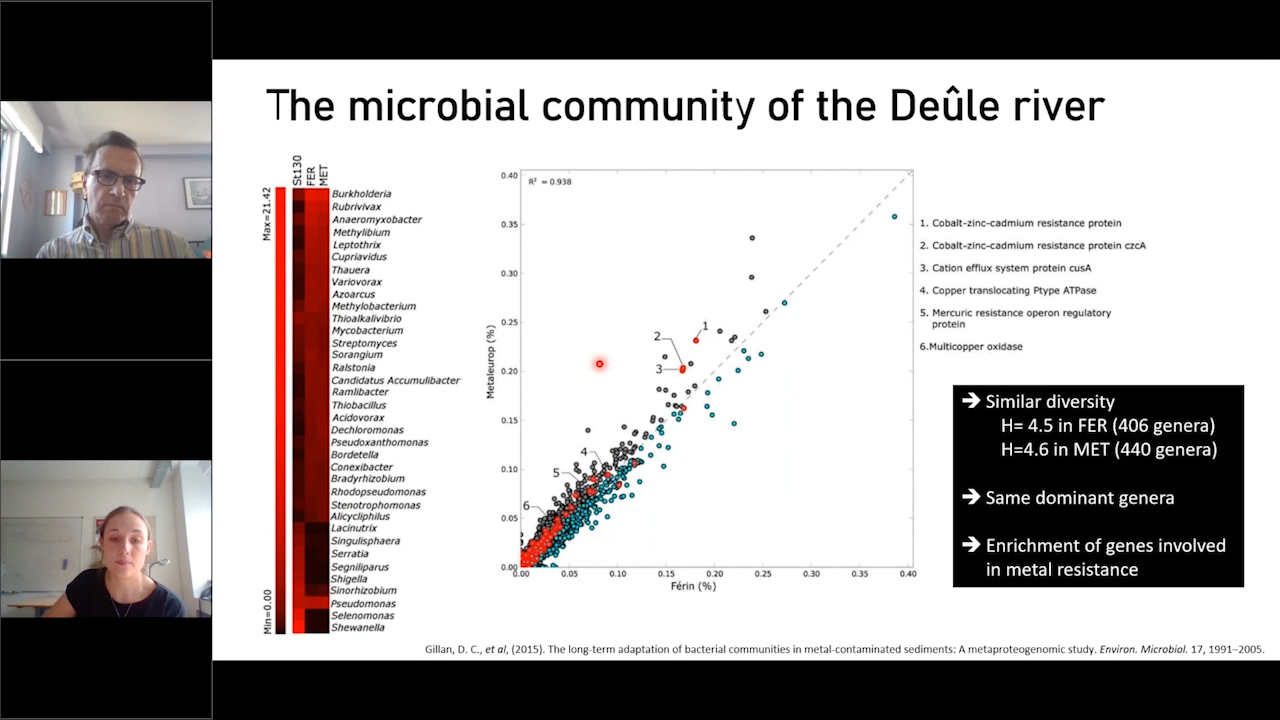 The microbial community of the Deûle river
St130
FER
MET
Max=21.42
Min=0.00
Burkholderia
Rubrivivax
Anaeromyxobacter
Methylibium
Leptothrix
Cupriavidus
Thauera
Variovorax
Azoarcus
Methylobacterium
Thioalkalivibrio
Mycobacterium
Streptomyces
Sorangium
Ralstonia
Candidatus Accumulibacter
Ramlibacter
Thiobacillus
Acidovorax
Dechloromonas
Pseudoxanthomonas
Bordetella
Conexibacter
Bradyrhizobium
Rhodopseudomonas
Stenotrophomonas
Alicycliphilus
Lacinutrix
Singulisphaera
Serratia
Segniliparus
Shigella
Sinorhizobium
Pseudomonas
Selenomonas
Shewanella
R² = 0.938
Metaleurop (%)
0.40
0.35
0.30
0.25
0.20
0.15
0.10
0.05
0.00
1
2
3
4
5
6
0.00 0.05 0.10 0.15 0.20 0.25 0.30 0.35 0.40
Férin (%)
1. Cobalt-zinc-cadmium resistance protein
2. Cobalt-zinc-cadmium resistance protein czcA
3. Cation efflux system protein cusA
4. Copper translocating Ptype ATPase
5. Mercuric resistance operon regulatory
protein
6.Multicopper oxidase
➔ Similar diversity
H= 4.5 in FER (406 genera)
H=4.6 in MET (440 genera)
➔ Same dominant genera
➔ Enrichment of genes involved
in metal resistance
Gillan, D. C., et al, (2015). The long-term adaptation of bacterial communities in metal-contaminated sediments: A metaproteogenomic study. Environ. Microbiol. 17, 1991–2005.